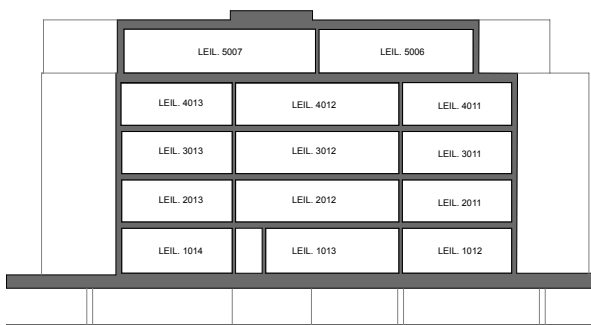 LEIL. 5007
LEIL. 5006
LEIL. 4013
LEIL. 4012
LEIL. 4011
LEIL. 3013
LEIL. 3012
LEIL. 3011
LEIL. 2013
LEIL. 2012
LEIL. 2011
LEIL. 1014
LEIL. 1013
LEIL. 1012